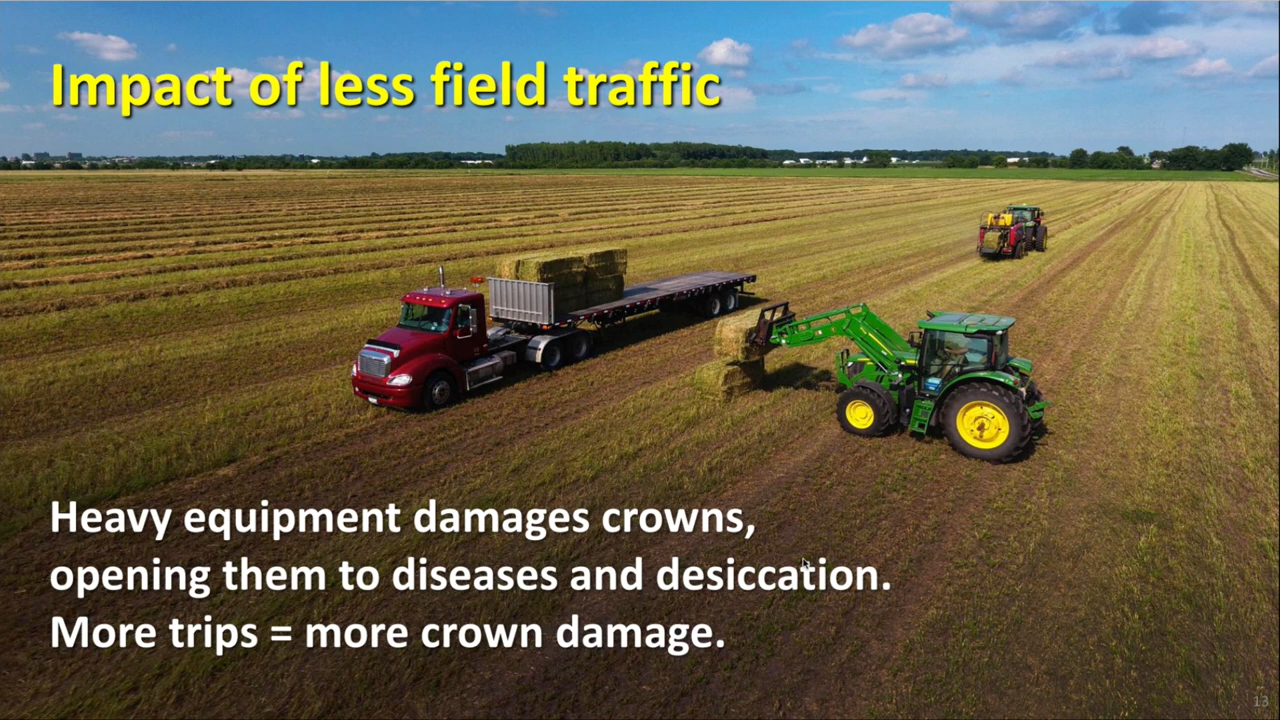 Impact of less field traffic
Heavy equipment damages crowns,
opening them to diseases and desiccation.
More trips = more crown damage.
13